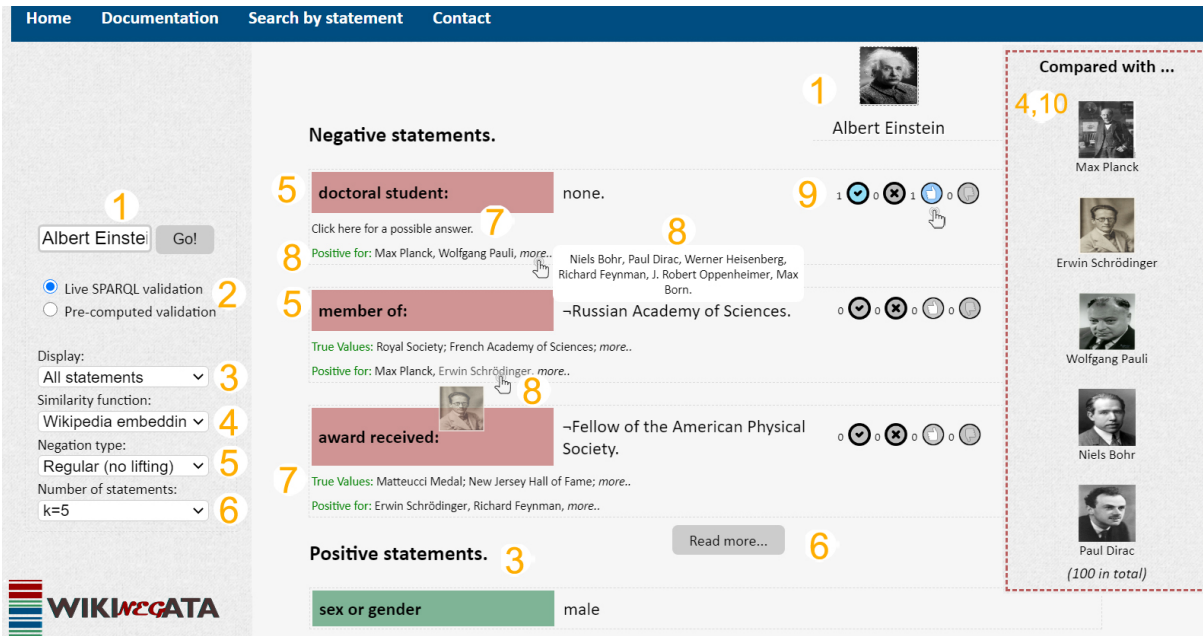 Home Documentation Search by statement Contact
Compared with ...
1
4,10
Albert Einstein
Negative statements.
Max Planck
5 doctoral student: none. 9 1 0 1 0
1
7
Click here for a possible answer.
8
8 Positive for: Max Planck, Wolfgang Pauli, more..
Albert Einstei Go!
Niels Bohr, Paul Dirac, Werner Heisenberg,
Richard Feynman, J. Robert Oppenheimer, Max
Born.
Erwin Schrödinger
Live SPARQL validation
2
Pre-computed validation
5 member of: ¬Russian Academy of Sciences. 0 0 0 0
True Values: Royal Society; French Academy of Sciences; more..
Display:
All statements 3
Wolfgang Pauli
Positive for: Max Planck, Erwin Schrödinger, more..
8
Similarity function:
Wikipedia embeddin 4
Negation type:
Regular (no lifting) 5
award received: ¬Fellow of the American Physical
Society.
0 0 0 0
Niels Bohr
Number of statements:
k=5 6
7 True Values: Matteucci Medal; New Jersey Hall of Fame; more..
Positive for: Erwin Schrödinger, Richard Feynman, more..
Read more... 6
Positive statements. 3
Paul Dirac
(100 in total)
WIKINEGATA
sex or gender male